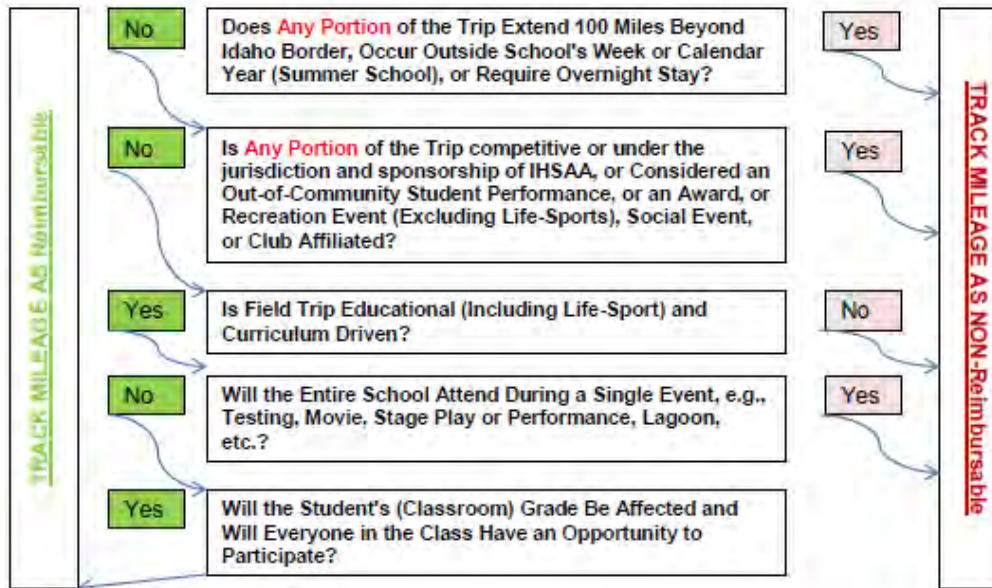 TRACK MILEAGE AS Reimbursable
No
Does Any Portion of the Trip Extend 100 Miles Beyond
Idaho Border, Occur Outside School's Week or Calendar
Year (Summer School), or Require Overnight Stay?
Yes
No
Is Any Portion of the Trip competitive or under the
jurisdiction and sponsorship of IHSAA, or Considered an
Out-of-Community Student Performance, or an Award, or
Recreation Event (Excluding Life-Sports), Social Event,
or Club Affiliated?
Yes
Yes
Is Field Trip Educational (Including Life-Sport) and
Curriculum Driven?
No
No
Will the Entire School Attend During a Single Event, e.g.,
Testing, Movie, Stage Play or Performance, Lagoon,
etc.?
Yes
Yes
Will the Student's (Classroom) Grade Be Affected and
Will Everyone in the Class Have an Opportunity to
Participate?
TRACK MILEAGE AS NON-Reimbursable